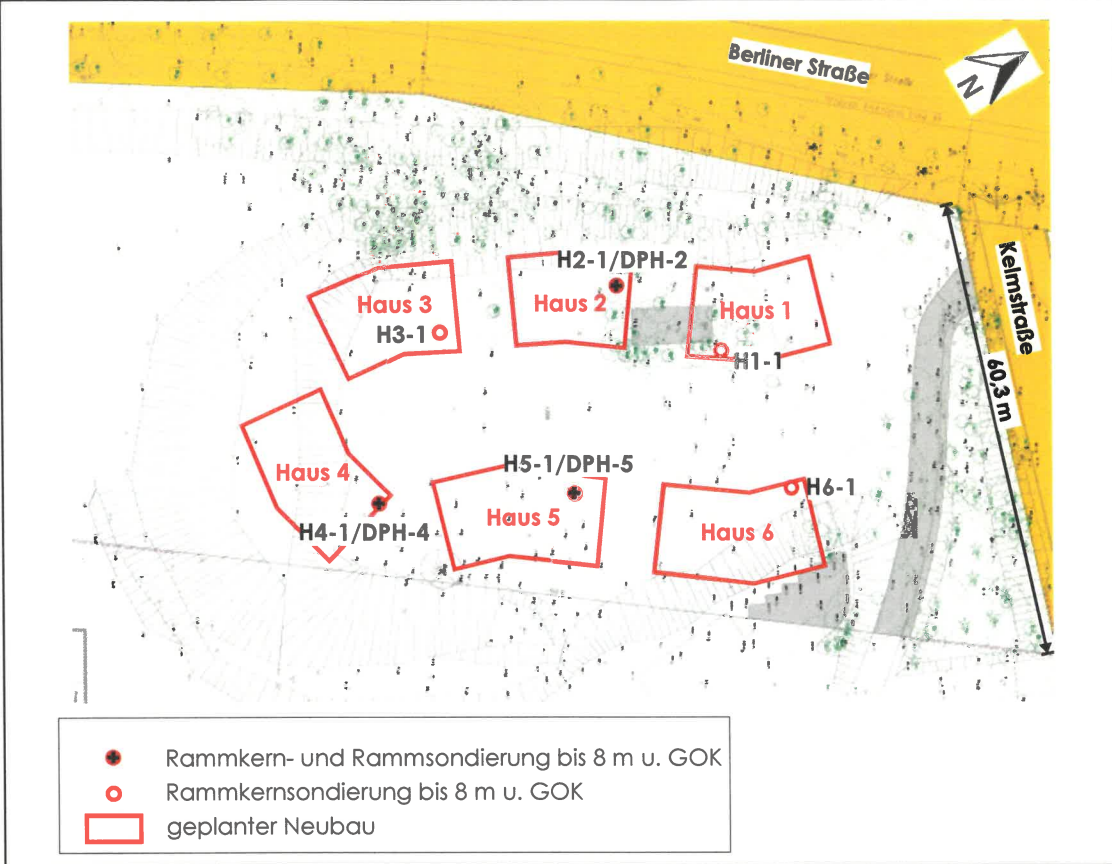 Berliner Straße
Straße
N
Kelmstraße
60,3 m
H2-1/DPH-2
Haus 3
Haus 2
Haus 1
H3-1
H1-1
Haus 4
H5-1/DPH-5
H6-1
Haus 5
H4-1/DPH-4
Haus 6
Rammkern- und Rammsondierung bis 8 m u. GOK
Rammkernsondierung bis 8 m u. GOK
geplanter Neubau